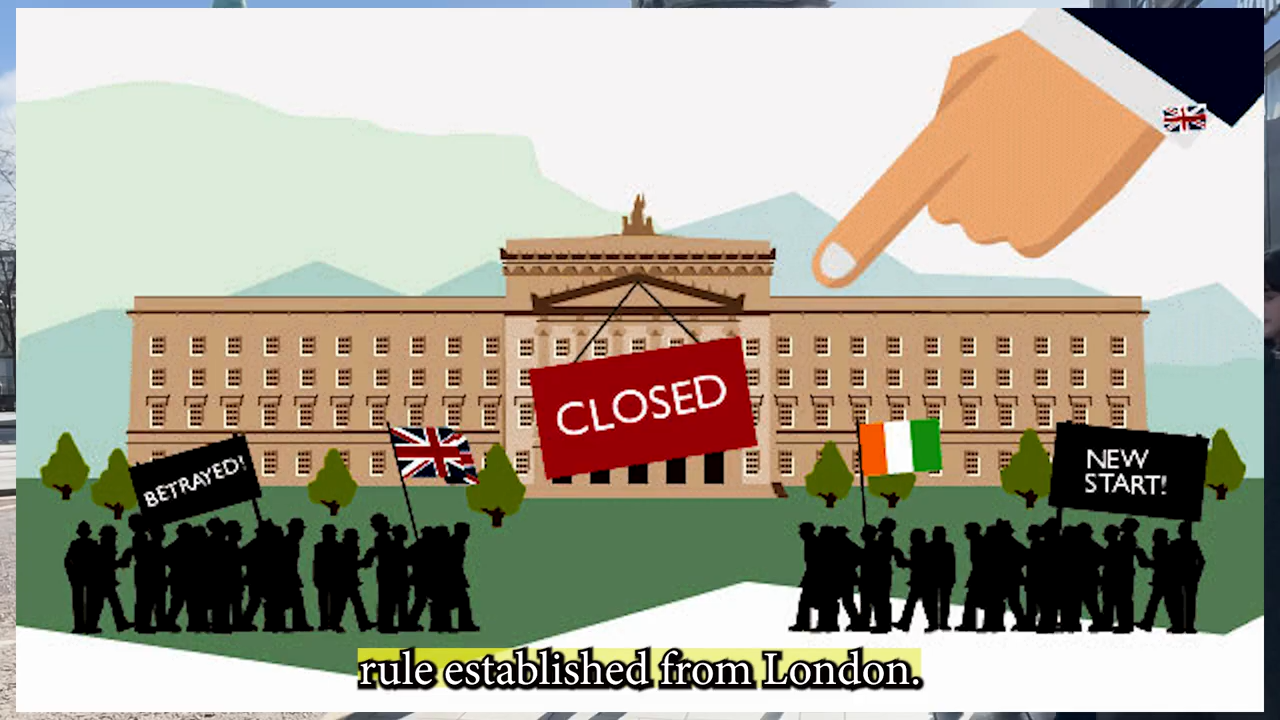 CLOSED
BETRAYED!
NEW
START!
rule established from London.